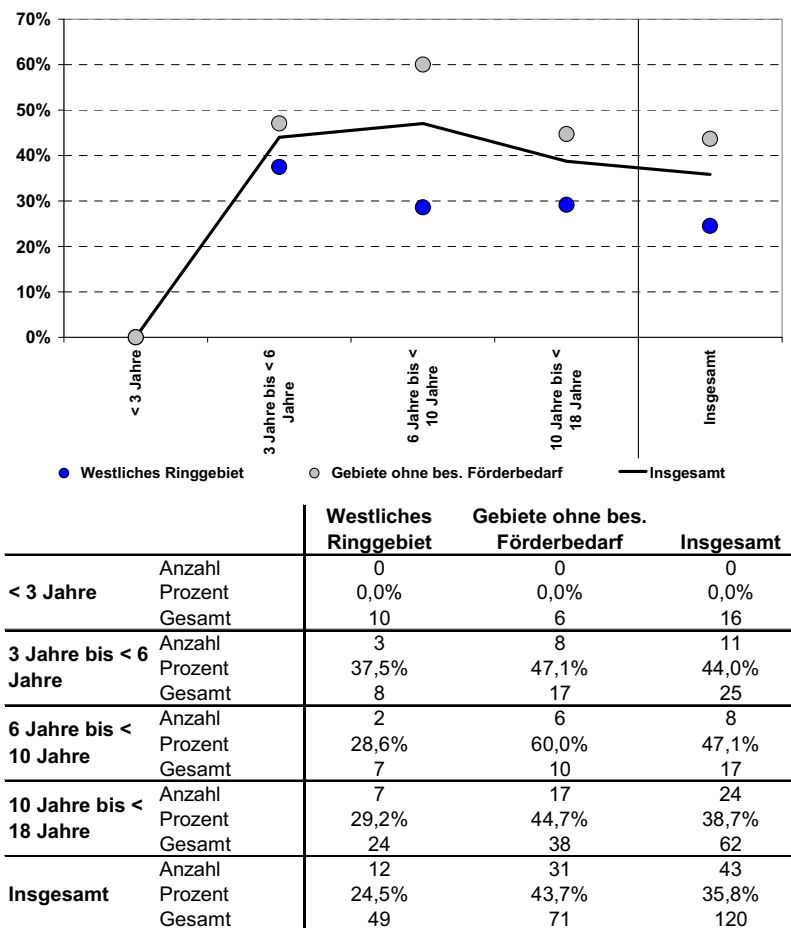 70%
60%
50%
40%
30%
20%
10%
0%
< 3 Jahre
3 Jahre bis < 6
Jahre
6 Jahre bis <
10 Jahre
10 Jahre bis <
18 Jahre
Insgesamt
Westliches Ringgebiet Gebiete ohne bes. Förderbedarf Insgesamt
Westliches Gebiete ohne bes.
Ringgebiet Förderbedarf Insgesamt
Anzahl 0 0 0
< 3 Jahre Prozent 0,0% 0,0% 0,0%
Gesamt 10 6 16
3 Jahre bis < 6 Anzahl 3 8 11
Jahre Prozent 37,5% 47,1% 44,0%
Gesamt 8 17 25
6 Jahre bis < Anzahl 2 6 8
10 Jahre Prozent 28,6% 60,0% 47,1%
Gesamt 7 10 17
10 Jahre bis < Anzahl 7 17 24
18 Jahre Prozent 29,2% 44,7% 38,7%
Gesamt 24 38 62
Anzahl 12 31 43
Insgesamt Prozent 24,5% 43,7% 35,8%
Gesamt 49 71 120